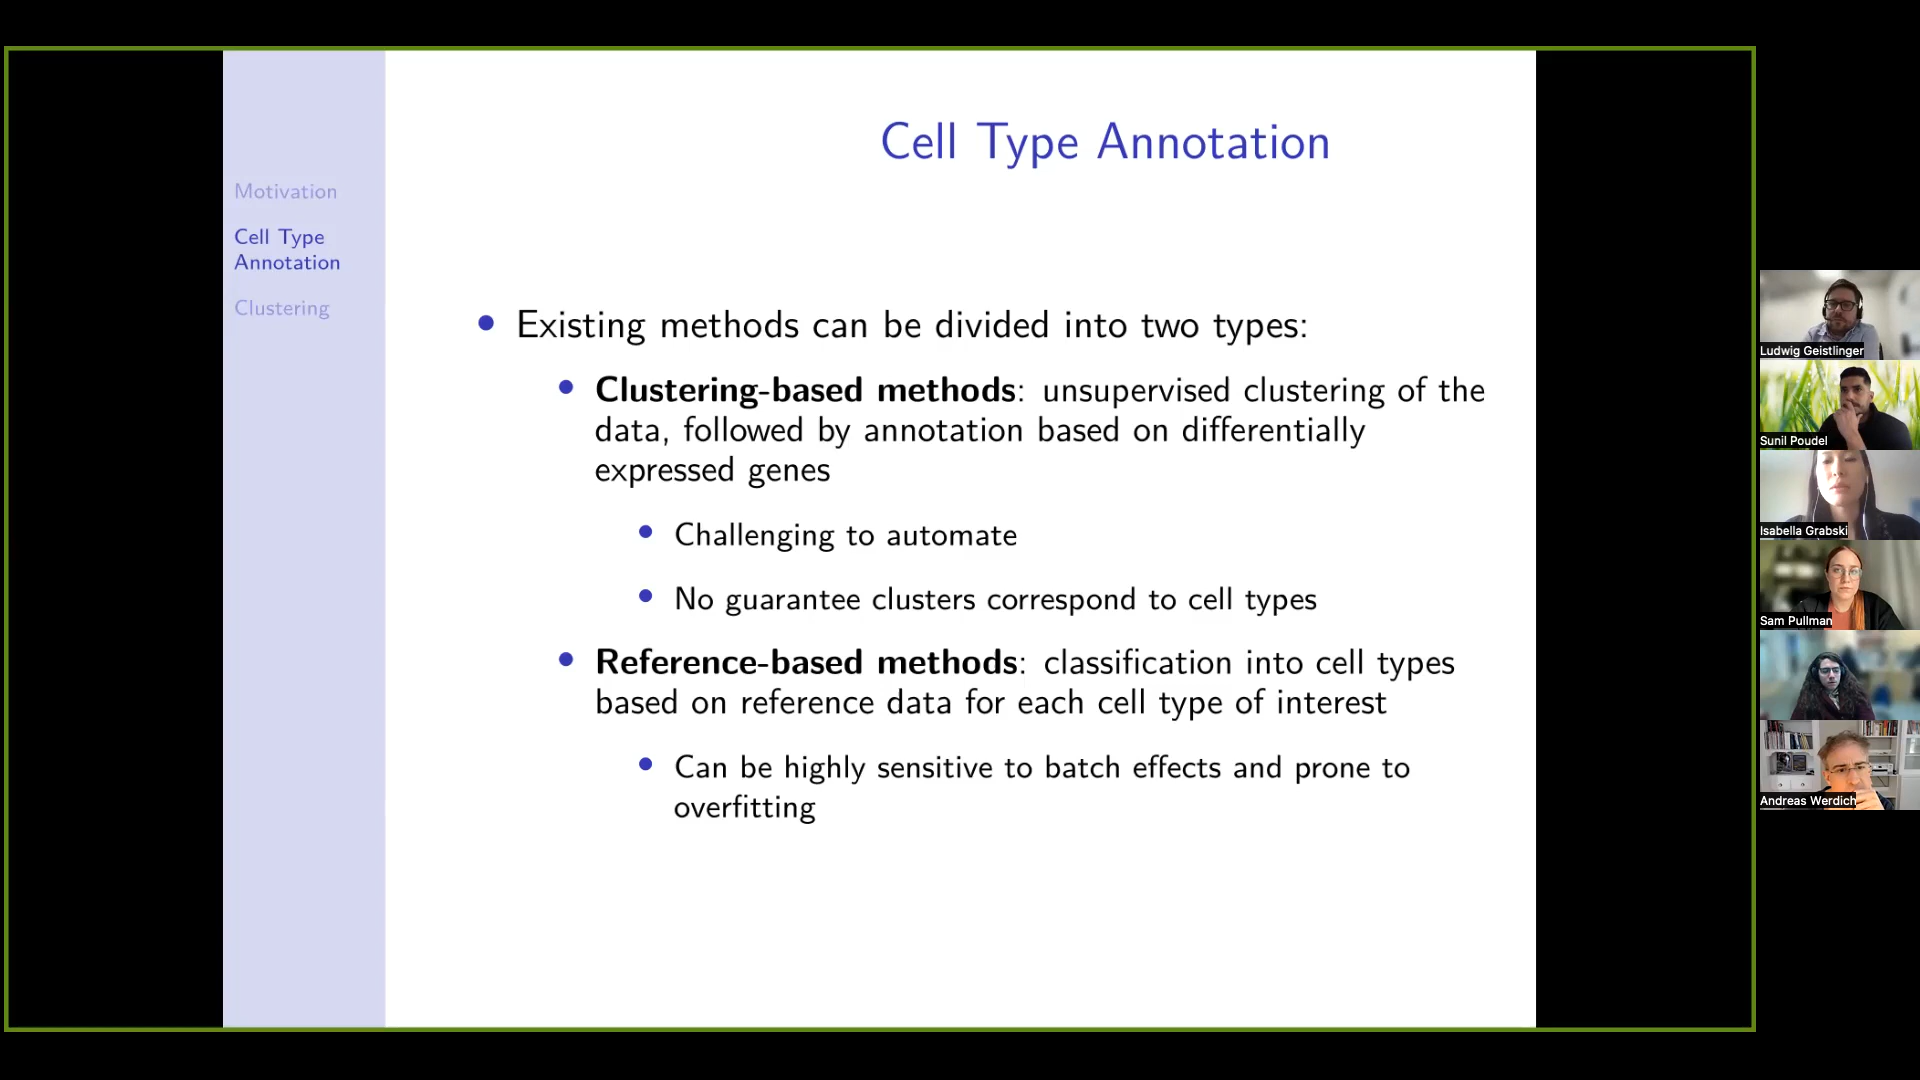 Cell Type Annotation
Motivation
Cell Type
Annotation
Clustering
• Existing methods can be divided into two types:
• Clustering-based methods: unsupervised clustering of the
data, followed by annotation based on differentially
expressed genes
• Challenging to automate
• No guarantee clusters correspond to cell types
• Reference-based methods: classification into cell types
based on reference data for each cell type of interest
• Can be highly sensitive to batch effects and prone to
overfitting
Ludwig Geistlinger
Sunil Poudel
Isabella Grabski
Sam Pullman
Andreas Werdich